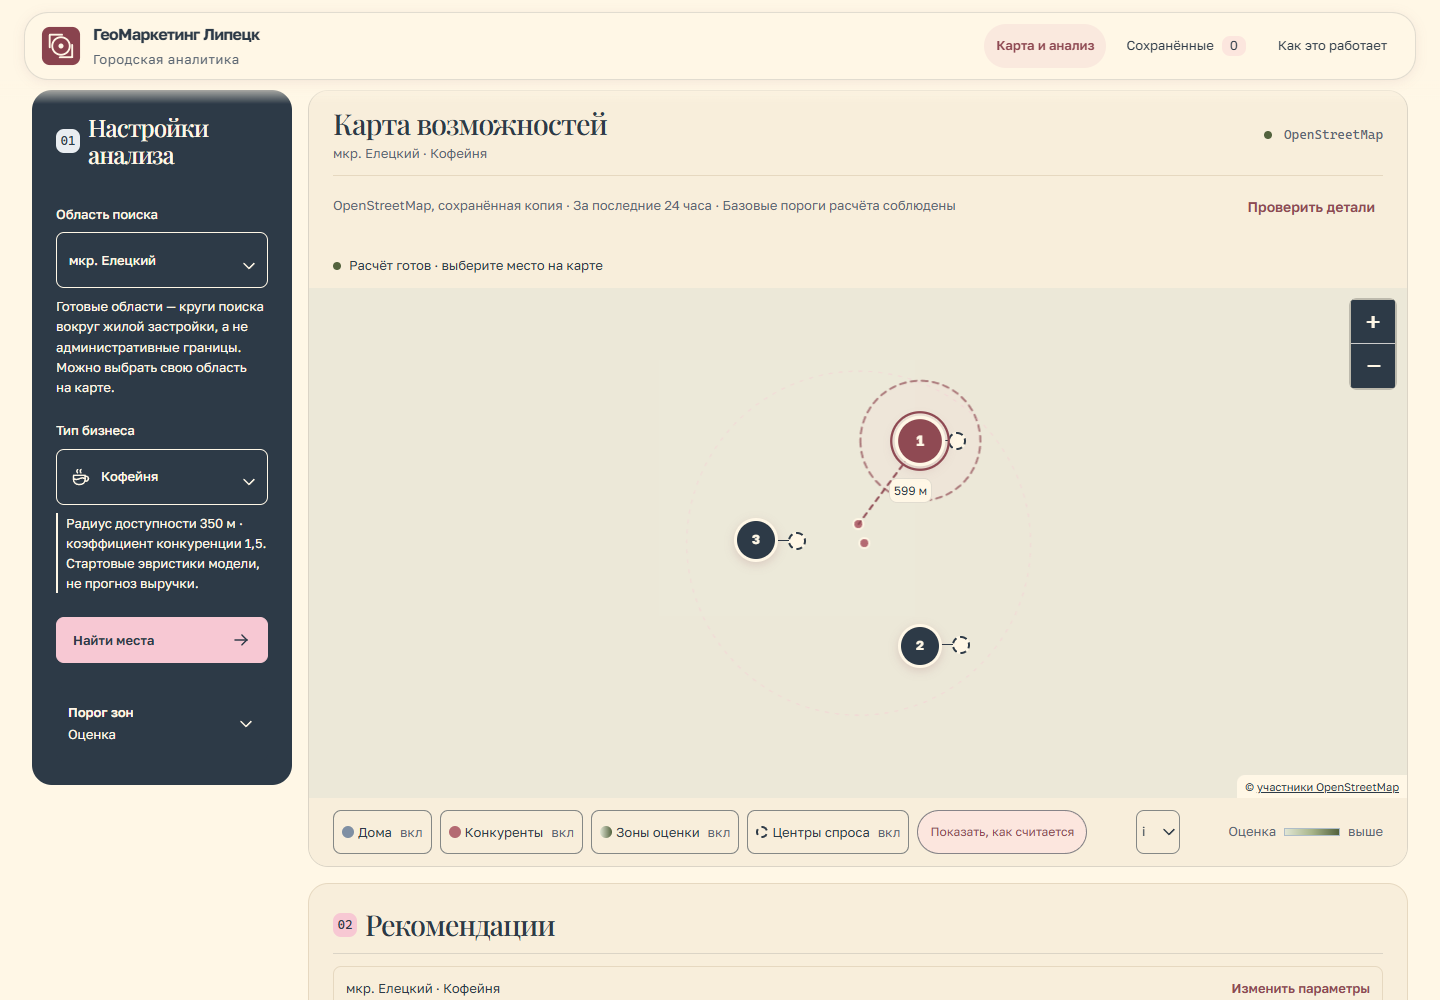 ГеоМаркетинг Липецк
Городская аналитика
Карта и анализ
Сохранённые 0
Как это работает
01
Настройки
анализа
Область поиска
мкр. Елецкий
Готовые области — круги поиска
вокруг жилой застройки, а не
административные границы.
Можно выбрать свою область
на карте.
Тип бизнеса
Кофейня
Радиус доступности 350 м ·
коэффициент конкуренции 1,5.
Стартовые эвристики модели,
не прогноз выручки.
Найти места
Порог зон
Оценка
Карта возможностей
мкр. Елецкий · Кофейня
OpenStreetMap
OpenStreetMap, сохранённая копия · За последние 24 часа · Базовые пороги расчёта соблюдены
Проверить детали
Расчёт готов · выберите место на карте
+
−
1
599 м
3
2
© участники OpenStreetMap
Дома вкл
Конкуренты вкл
Зоны оценки вкл
Центры спроса вкл
Показать, как считается
i
Оценка
выше
02
Рекомендации
мкр. Елецкий · Кофейня
Изменить параметры